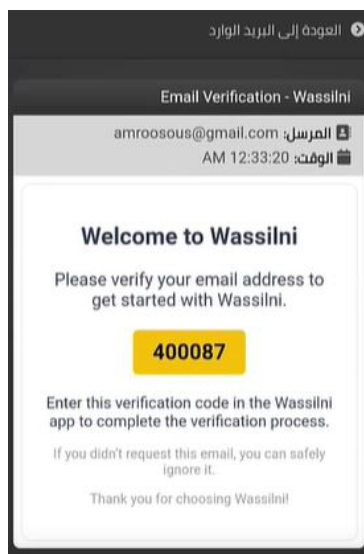 العودة إلى البريد الوارد
Email Verification - Wassilni
المرسل: amroosous@gmail.com
الوقت: 12:33:20 AM
Welcome to Wassilni
Please verify your email address to
get started with Wassilni.
400087
Enter this verification code in the Wassilni
app to complete the verification process.
If you didn't request this email, you can safely
ignore it.
Thank you for choosing Wassilni!